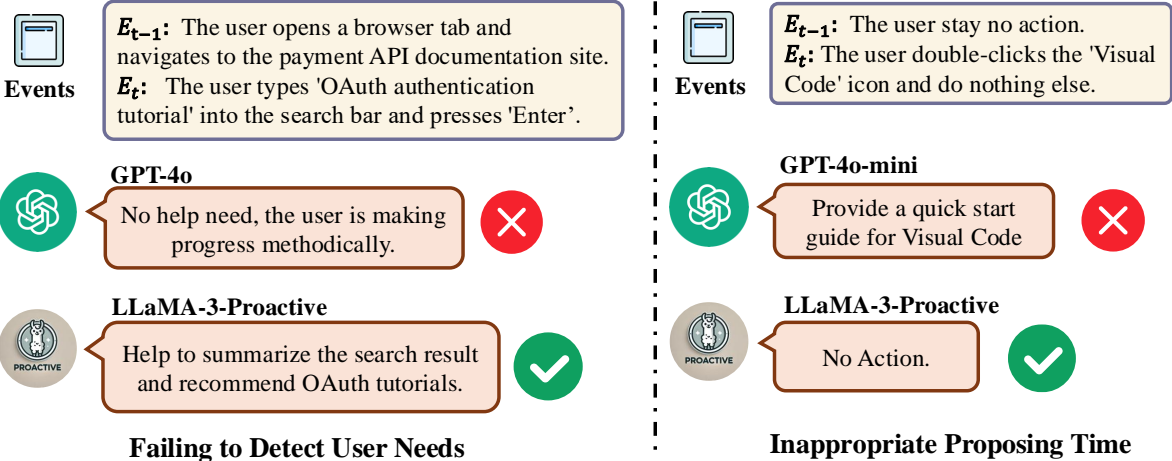 E_{t-1}: The user opens a browser tab and
navigates to the payment API documentation site.
E_t: The user types 'OAuth authentication
tutorial' into the search bar and presses 'Enter'.
Events
GPT-4o
No help need, the user is making
progress methodically.
LLaMA-3-Proactive
PROACTIVE
Help to summarize the search result
and recommend OAuth tutorials.
Failing to Detect User Needs
E_{t-1}: The user stay no action.
E_t: The user double-clicks the 'Visual
Code' icon and do nothing else.
Events
GPT-4o-mini
Provide a quick start
guide for Visual Code
LLaMA-3-Proactive
PROACTIVE
No Action.
Inappropriate Proposing Time